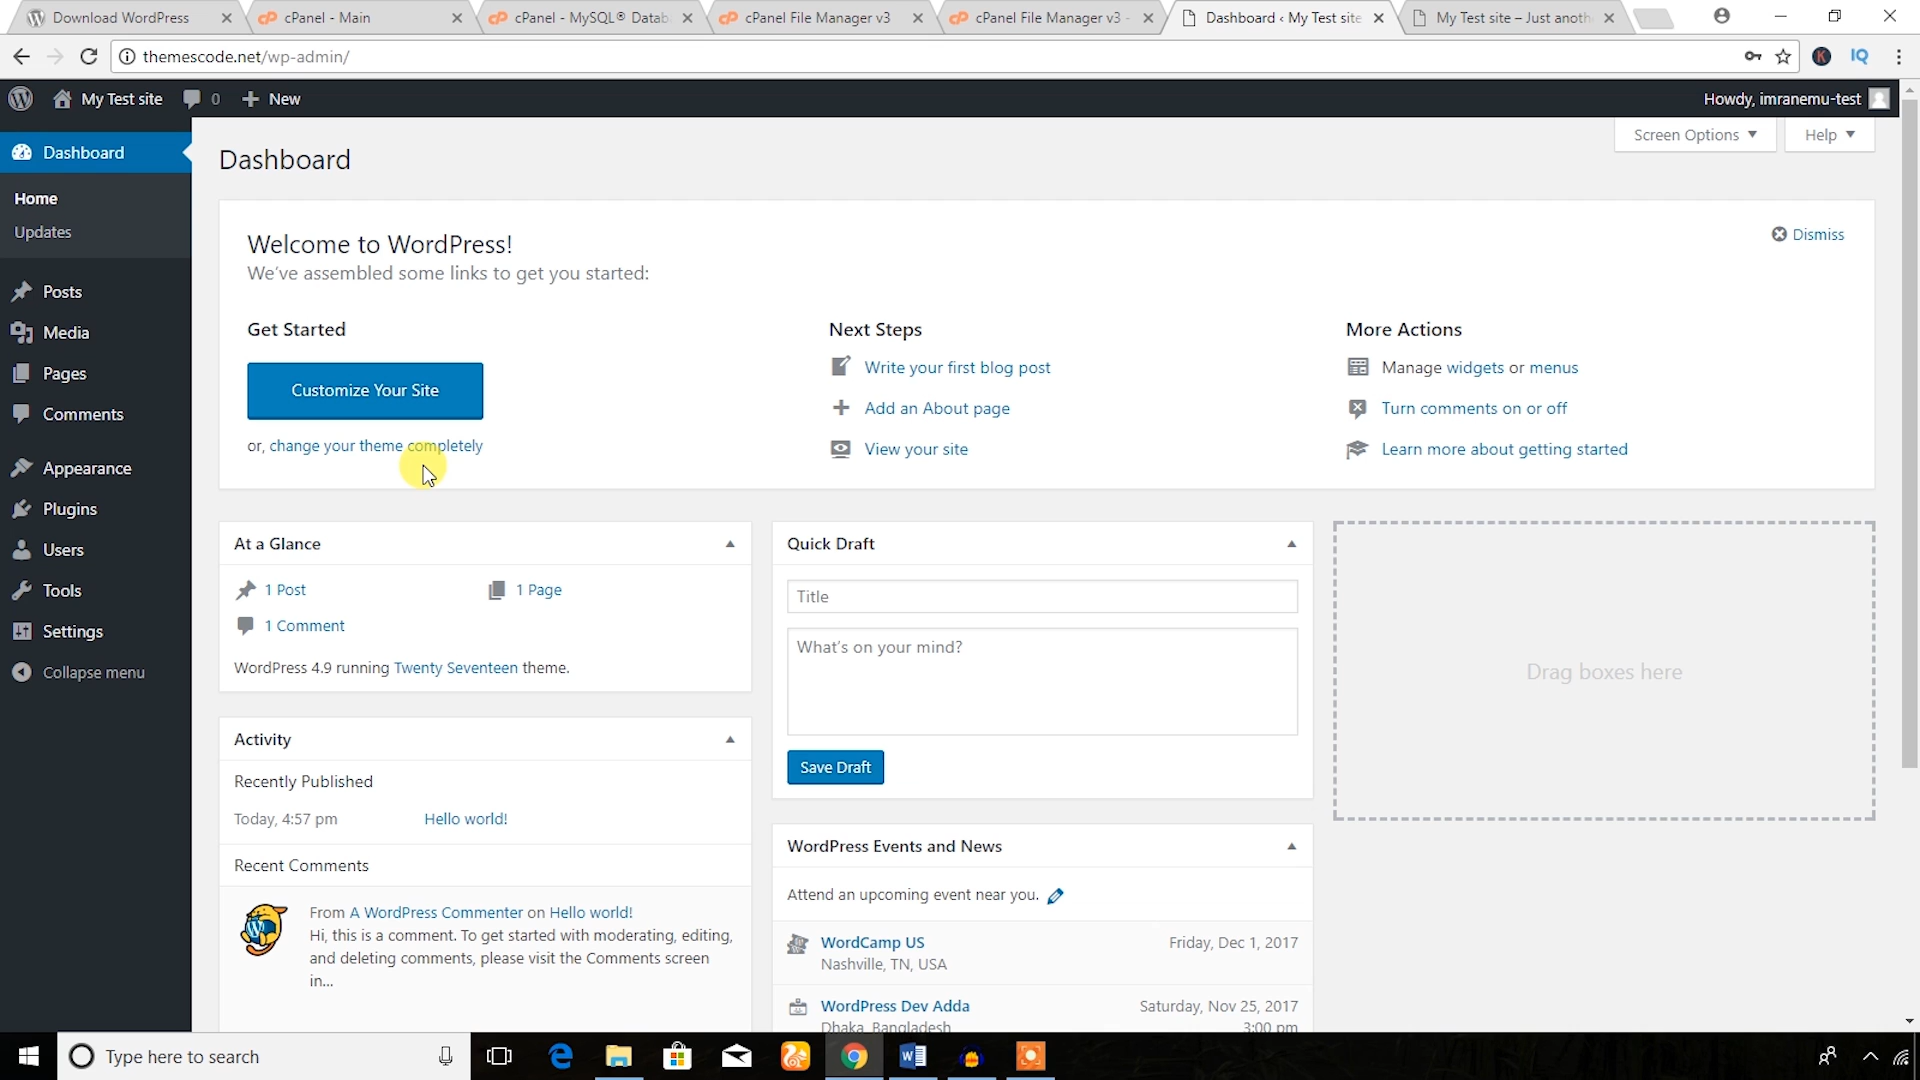 Download WordPress
cPanel - Main
cPanel - MySQL® Datab
cPanel File Manager v3
cPanel File Manager v3 -
Dashboard ‹ My Test site
My Test site – Just anoth
themescode.net/wp-admin/
IQ
My Test site
0
New
Howdy, imranemu-test
Dashboard
Home
Updates
Posts
Media
Pages
Comments
Appearance
Plugins
Users
Tools
Settings
Collapse menu
Screen Options
Help
Dashboard
Welcome to WordPress!
Dismiss
We've assembled some links to get you started:
Get Started
Customize Your Site
or, change your theme completely
Next Steps
Write your first blog post
Add an About page
View your site
More Actions
Manage widgets or menus
Turn comments on or off
Learn more about getting started
At a Glance
1 Post
1 Page
1 Comment
WordPress 4.9 running Twenty Seventeen theme.
Activity
Recently Published
Today, 4:57 pm
Hello world!
Recent Comments
From A WordPress Commenter on Hello world!
Hi, this is a comment. To get started with moderating, editing,
and deleting comments, please visit the Comments screen
in...
Quick Draft
Title
What's on your mind?
Save Draft
WordPress Events and News
Attend an upcoming event near you.
WordCamp US
Friday, Dec 1, 2017
Nashville, TN, USA
WordPress Dev Adda
Saturday, Nov 25, 2017
Dhaka, Bangladesh
3:00 pm
Drag boxes here
Type here to search